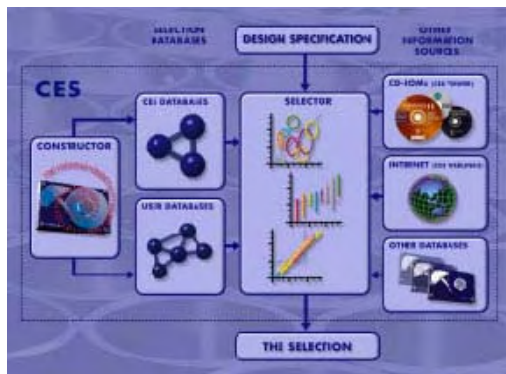 SELECTION
DATABASES
DESIGN SPECIFICATION
OTHER
INFORMATION
SOURCES
CES
CES DATABASES
SELECTOR
CD-ROMs
CONSTRUCTOR
INTERNET
USER DATABASES
OTHER DATABASES
THE SELECTION